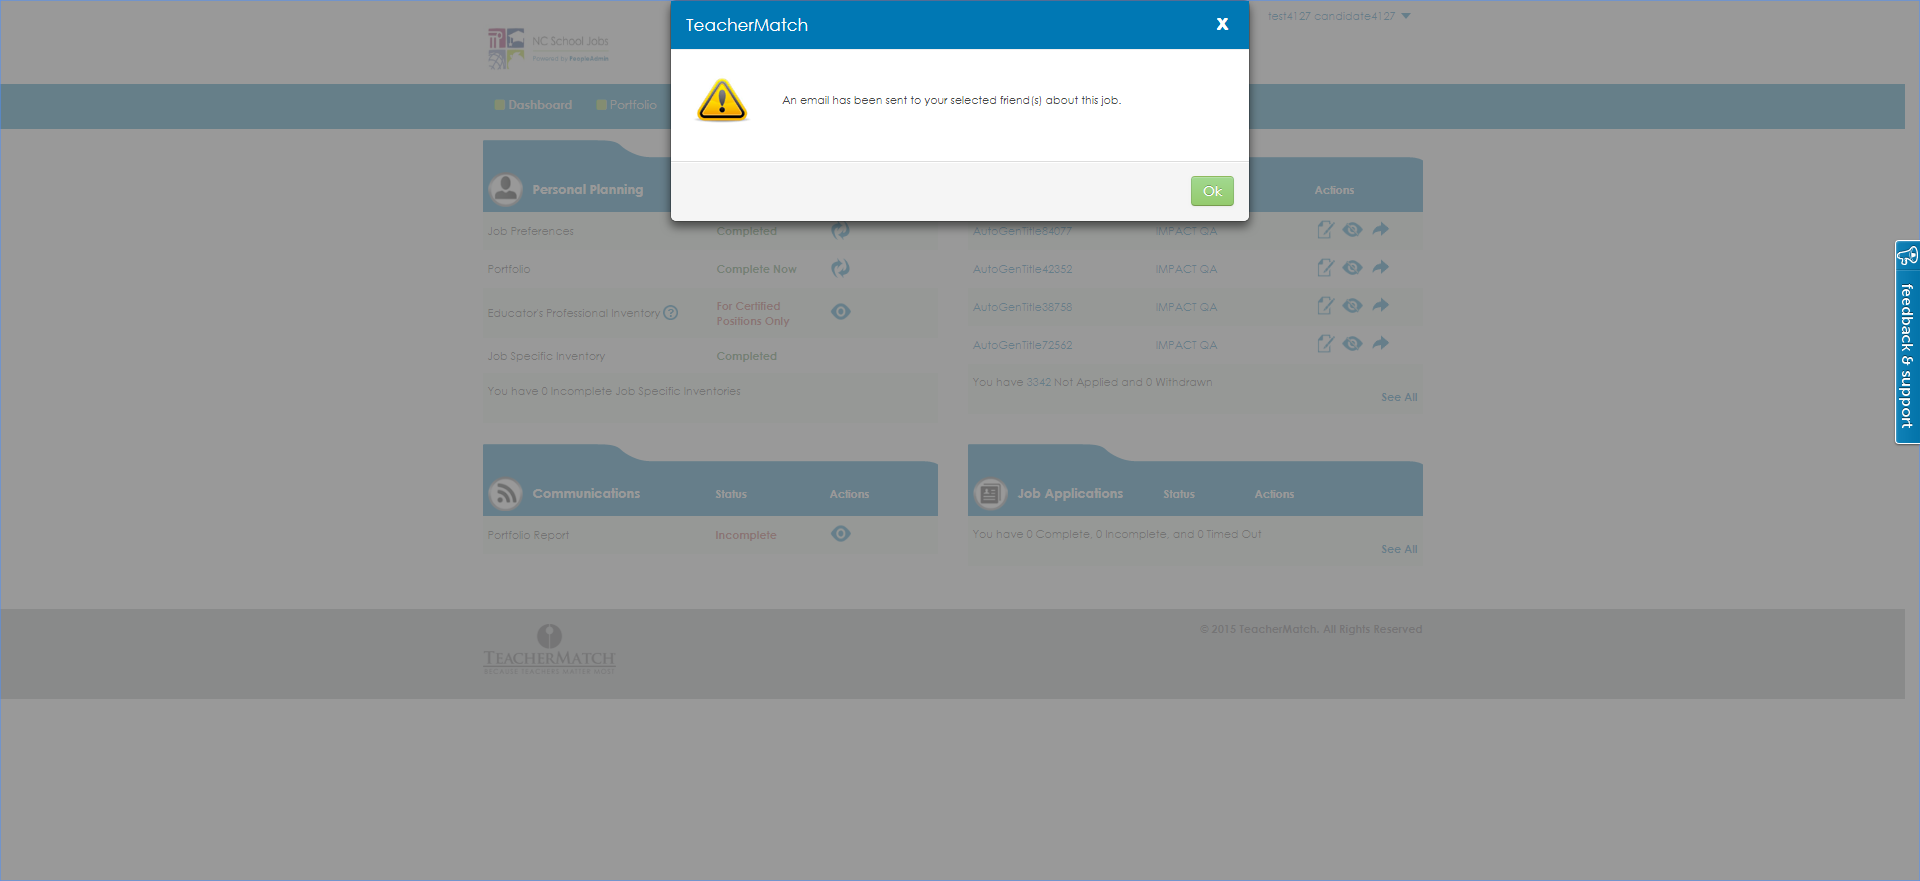 TeacherMatch
x
test4127 candidate4127
NC School Jobs
Powered by PeopleAdmin
Dashboard
Portfolio
An email has been sent to your selected friend(s) about this job.
Ok
Personal Planning
Actions
Job Preferences Completed
Portfolio Complete Now
Educator's Professional Inventory ? For Certified
Positions Only
Job Specific Inventory Completed
You have 0 Incomplete Job Specific Inventories
AutoGenTitle84077 IMPACT QA
AutoGenTitle42352 IMPACT QA
AutoGenTitle38758 IMPACT QA
AutoGenTitle72562 IMPACT QA
You have 3342 Not Applied and 0 Withdrawn
See All
feedback & support
Communications Status Actions
Portfolio Report Incomplete
Job Applications Status Actions
You have 0 Complete, 0 Incomplete, and 0 Timed Out
See All
TEACHERMATCH
BECAUSE TEACHERS MATTER MOST
© 2015 TeacherMatch. All Rights Reserved